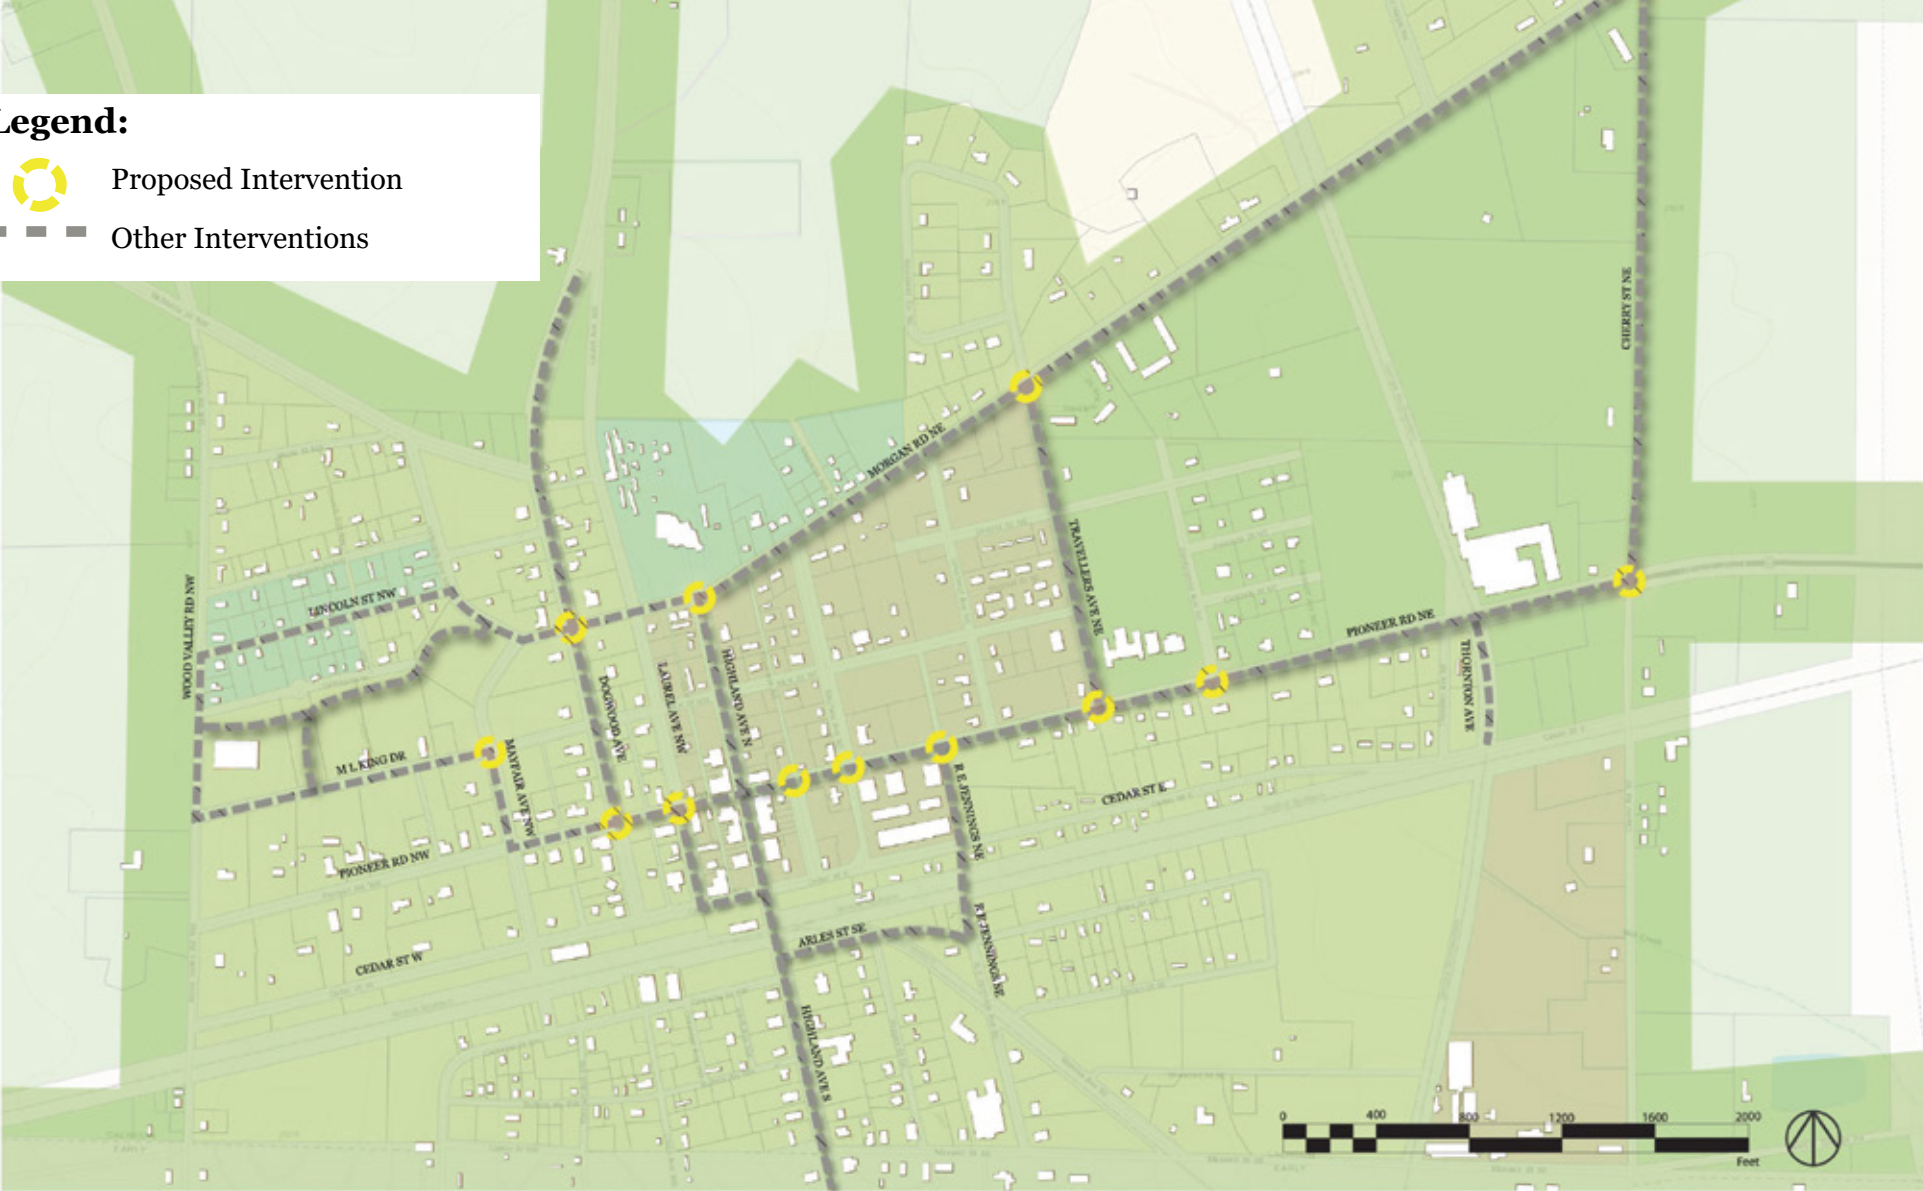 Legend:
Proposed Intervention
Other Interventions
CHERRY ST NE
MORGAN RD NE
TRAVELLERS AVE NE
WOOD VALLEY RD NW
LINCOLN ST NW
PIONEER RD NE
THORNTON AVE
HIGHLAND AVE N
LAUREL AVE NW
DOGWOOD AVE
MAYFAIR AVE NW
M L KING DR
R E JENNINGS NE
CEDAR ST E
PIONEER RD NW
R E JENNINGS SE
ARLES ST SE
CEDAR ST W
HIGHLAND AVE S
0 400 800 1200 1600 2000
Feet